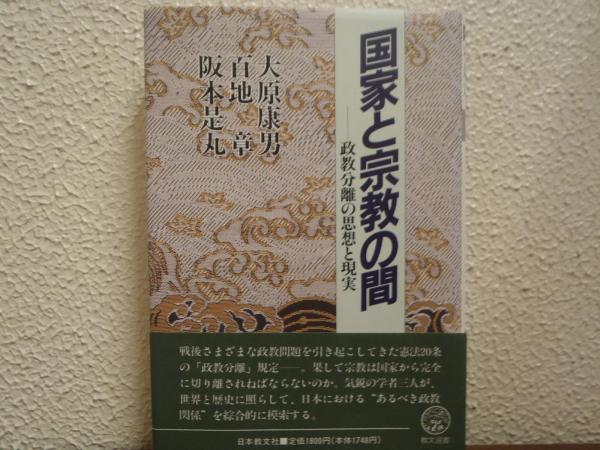 国家と宗教の間
──政教分離の思想と現実
大原康男
百地 章
阪本是丸
戦後さまざまな政教問題を引き起こしてきた憲法20条
の「政教分離」規定──。果して宗教は国家から完全
に切り離されねばならないのか。気鋭の学者三人が、
世界と歴史に照らして、日本における“あるべき政教
関係”を綜合的に模索する。
日本教文社■定価1800円(本体1748円)
教文選書